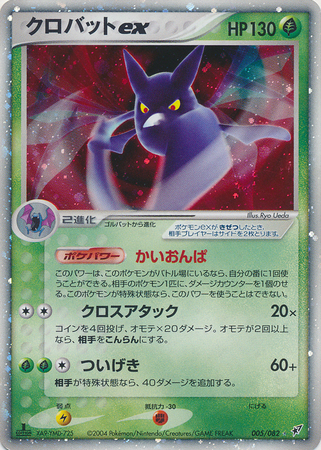 クロバットex HP130
Illus.Ryo Ueda
2進化 ゴルバットから進化
ポケモンexがきぜつしたとき、
相手プレイヤーはサイドを2枚とります。
ポケパワー かいおんぱ
このパワーは、このポケモンがバトル場にいるなら、自分の番に1回使
うことができる。相手のポケモン1匹に、ダメージカウンターを1個のせ
る。このポケモンが特殊状態なら、このパワーを使うことはできない。
クロスアタック 20×
コインを4回投げ、オモテ×20ダメージ。オモテが2回以上
なら、相手をこんらんにする。
ついげき 60+
相手が特殊状態なら、40ダメージを追加する。
弱点 抵抗力 -30 にげる
1 EDITION XA9-YMD-725 ©2004 Pokémon/Nintendo/Creatures/GAME FREAK 005/082